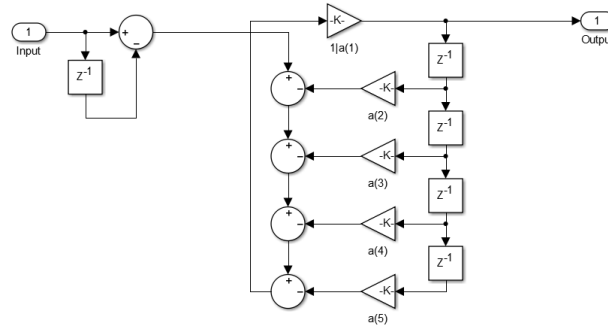 1
Input
Z-1
+
−
-K-
1|a(1)
1
Output
Z-1
+
−
-K-
a(2)
Z-1
+
−
-K-
a(3)
Z-1
+
−
-K-
a(4)
Z-1
+
−
-K-
a(5)